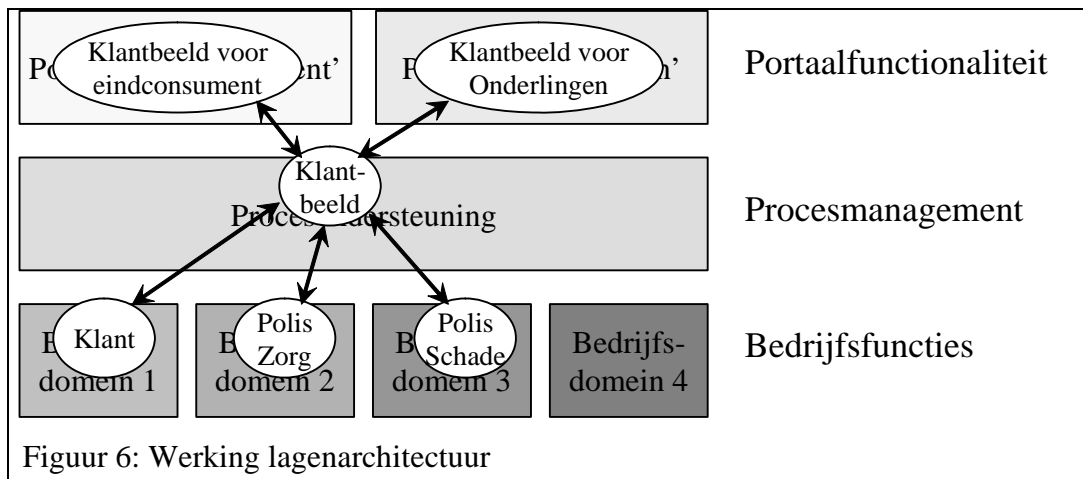 Klantbeeld voor
eindconsument
Klantbeeld voor
Onderlingen
Portaalfunctionaliteit
Klant-
beeld
Procesmanagement
Klant
domein 1
Polis
Zorg
domein 2
Polis
Schade
domein 3
Bedrijfs-
domein 4
Bedrijfsfuncties
Figuur 6: Werking lagenarchitectuur